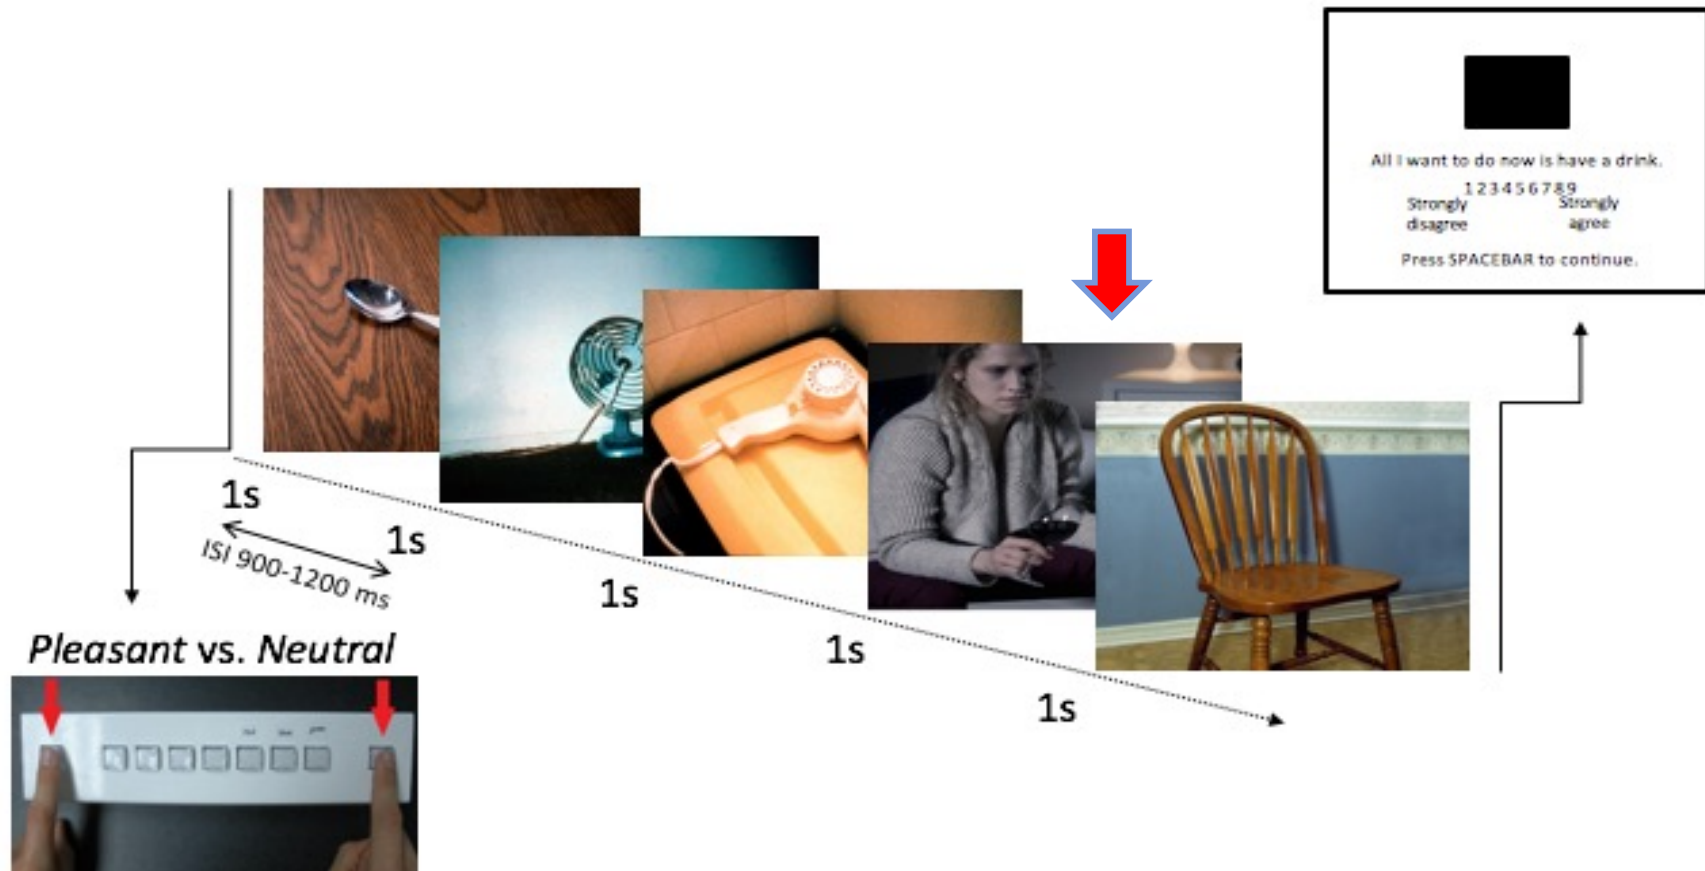 All I want to do now is have a drink.
1 2 3 4 5 6 7 8 9
Strongly disagree
Strongly agree
Press SPACEBAR to continue.
1s
ISI 900-1200 ms
1s
1s
1s
1s
Pleasant vs. Neutral